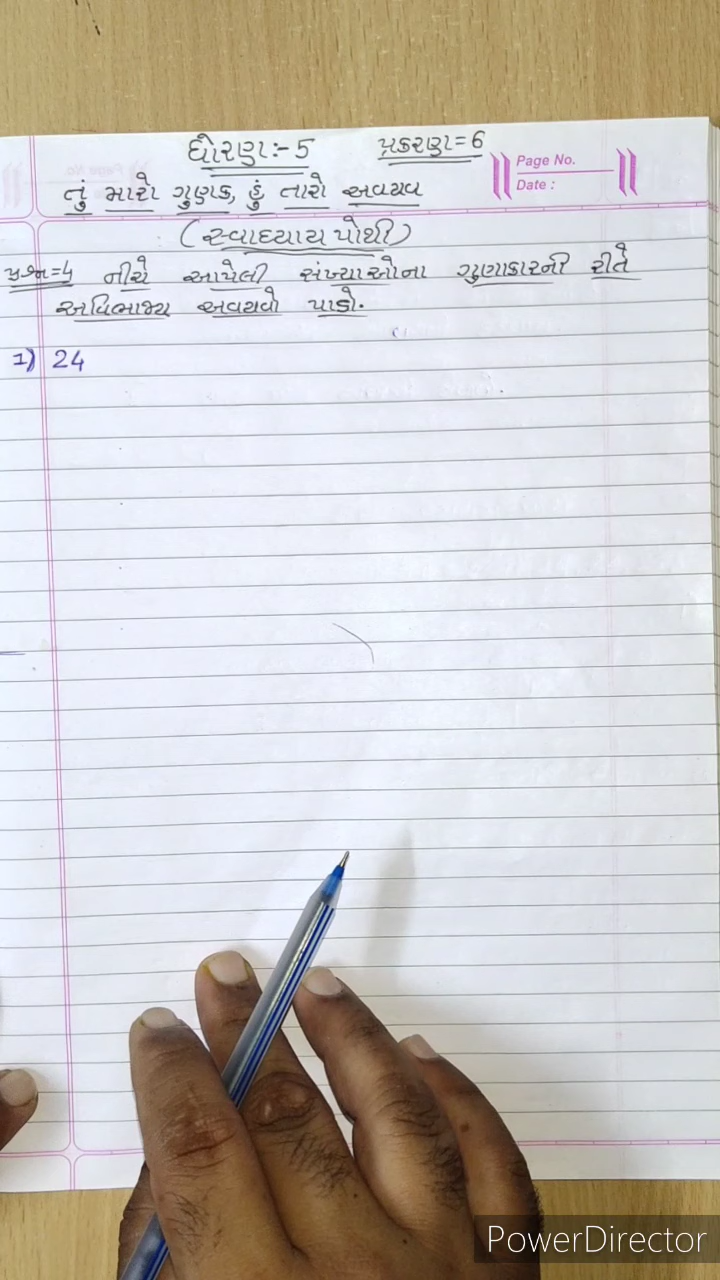 ધોરણ:-5 પ્રકરણ=6
Page No.
Date :
તું મારો ગુણક, હું તારો અવયવ
(સ્વાધ્યાય પોથી)
પ્રશ્ન=4 નીચે આપેલી સંખ્યાઓના ગુણાકારની રીતે
અવિભાજ્ય અવયવો પાડો.
1) 24
PowerDirector